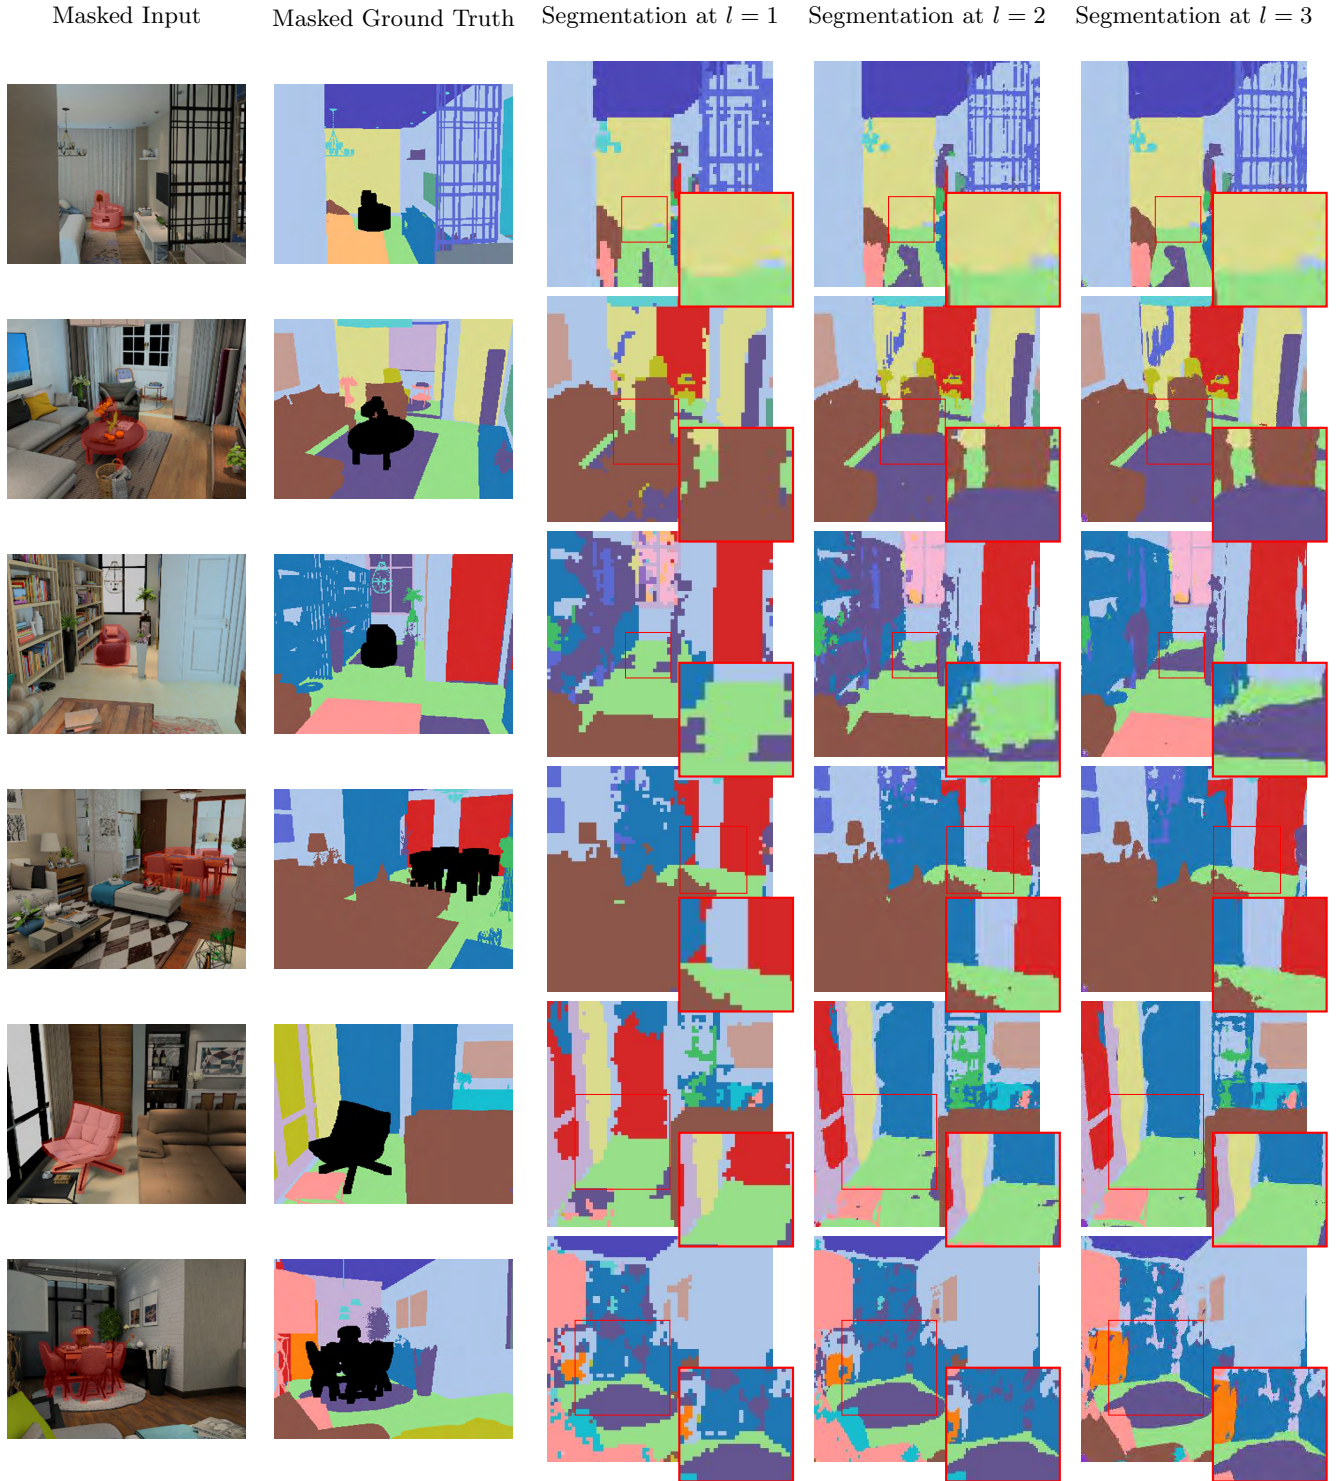 Masked Input
Masked Ground Truth
Segmentation at l = 1
Segmentation at l = 2
Segmentation at l = 3